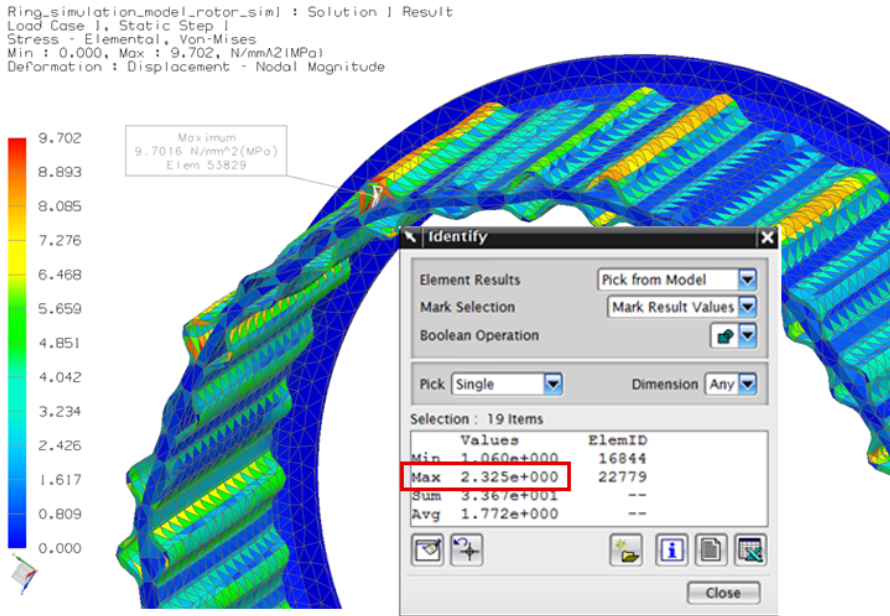 Ring_simulation_model_rotor_sim1 : Solution 1 Result
Load Case 1, Static Step 1
Stress - Elemental, Von-Mises
Min : 0.000, Max : 9.702, N/mm^2(MPa)
Deformation : Displacement - Nodal Magnitude
9.702
8.893
8.085
7.276
6.468
5.659
4.851
4.042
3.234
2.426
1.617
0.809
0.000
Maximum
9.7016 N/mm^2(MPa)
Elem 53829
Identify
Element Results Pick from Model
Mark Selection Mark Result Values
Boolean Operation
Pick Single Dimension Any
Selection : 19 Items
Values ElemID
Min 1.060e+000 16844
Max 2.325e+000 22779
Sum 3.367e+001 --
Avg 1.772e+000 --
Close